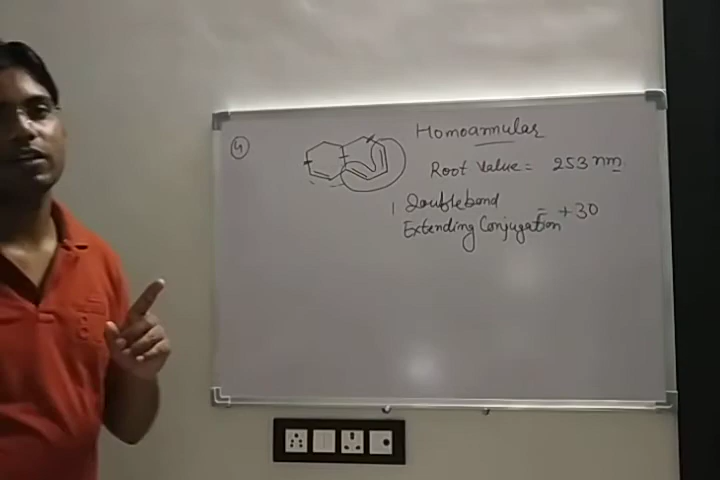 4
Homoannular
Root Value = 253 nm
1 Doublebond
Extending Conjugation = +30